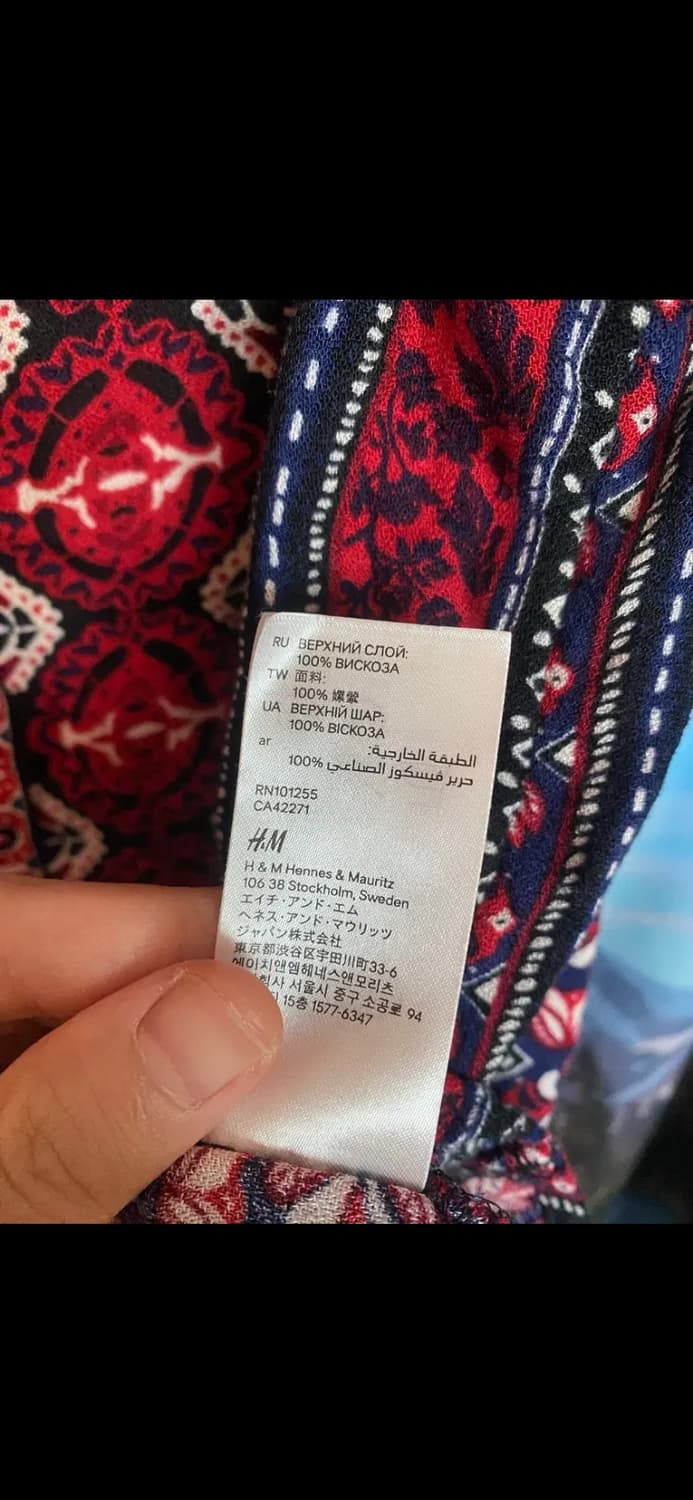 RU ВЕРХНИЙ СЛОЙ:
100% ВИСКОЗА
TW 面料:
100% 嫘縈
UA ВЕРХНІЙ ШАР:
100% ВІСКОЗА
ar الطبقة الخارجية:
100% حرير فيسكوز الصناعي
RN101255
CA42271
H&M
H & M Hennes & Mauritz
106 38 Stockholm, Sweden
エイチ・アンド・エム
ヘネス・アンド・マウリッツ
ジャパン株式会社
東京都渋谷区宇田川町33-6
에이치앤엠헤네스앤모리츠
서울시 중구 소공로 94
15층 1577-6347